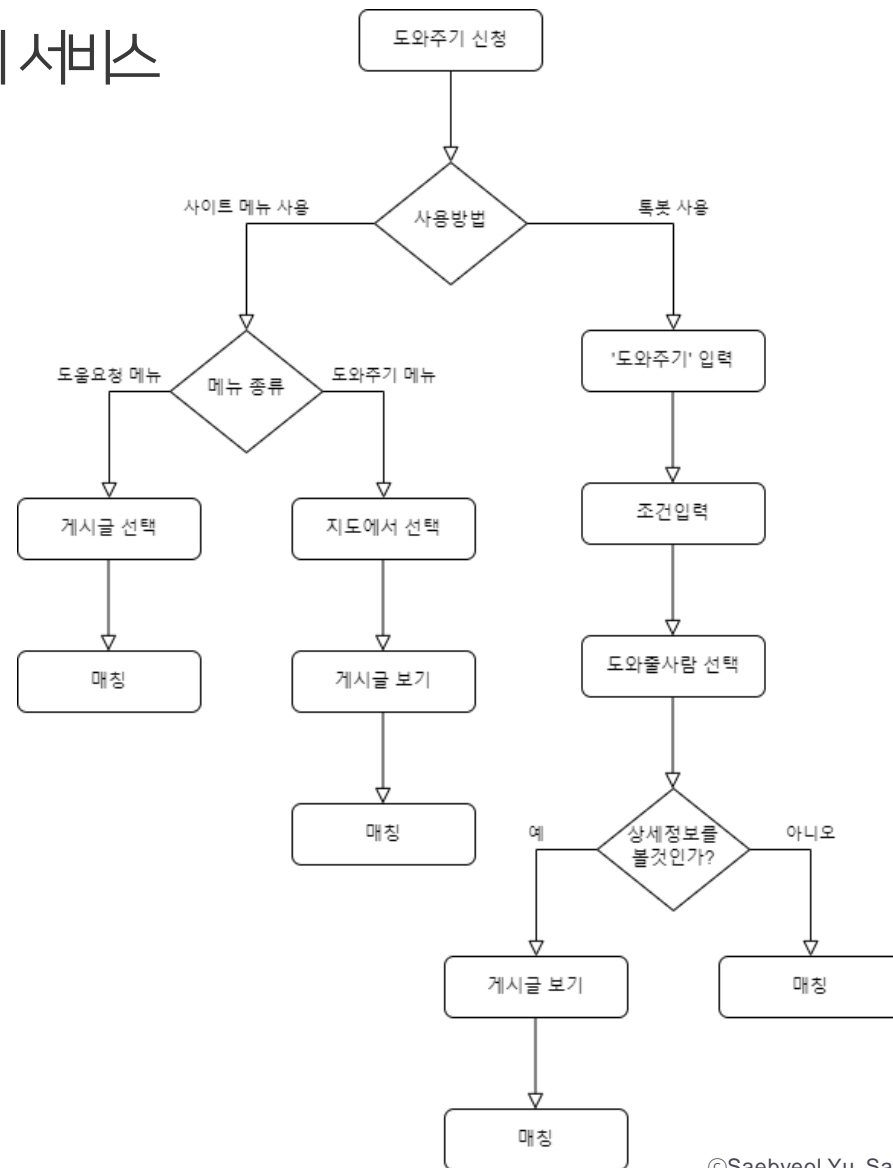 서비스
도와주기 신청
사용방법
사이트 메뉴 사용
톡봇 사용
메뉴 종류
도움요청 메뉴
도와주기 메뉴
'도와주기' 입력
게시글 선택
지도에서 선택
조건입력
매칭
게시글 보기
도와줄사람 선택
매칭
상세정보를
볼것인가?
예
아니오
게시글 보기
매칭
매칭
ⓒSaebyeol Yu. Sa